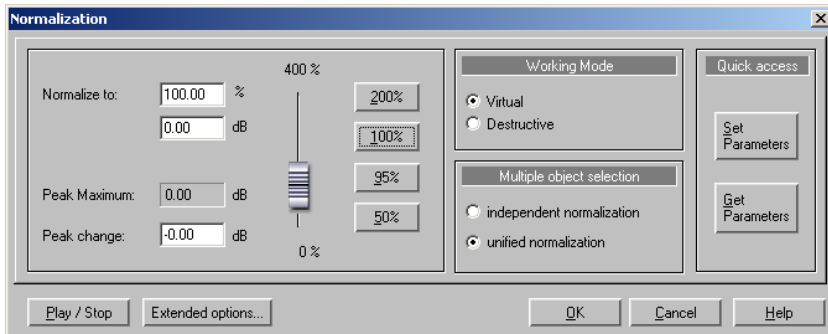 Normalization
Normalize to: 100.00 %
0.00 dB
Peak Maximum: 0.00 dB
Peak change: -0.00 dB
400 %
0 %
200%
100%
95%
50%
Working Mode
Virtual
Destructive
Multiple object selection
independent normalization
unified normalization
Quick access
Set Parameters
Get Parameters
Play / Stop
Extended options...
OK
Cancel
Help